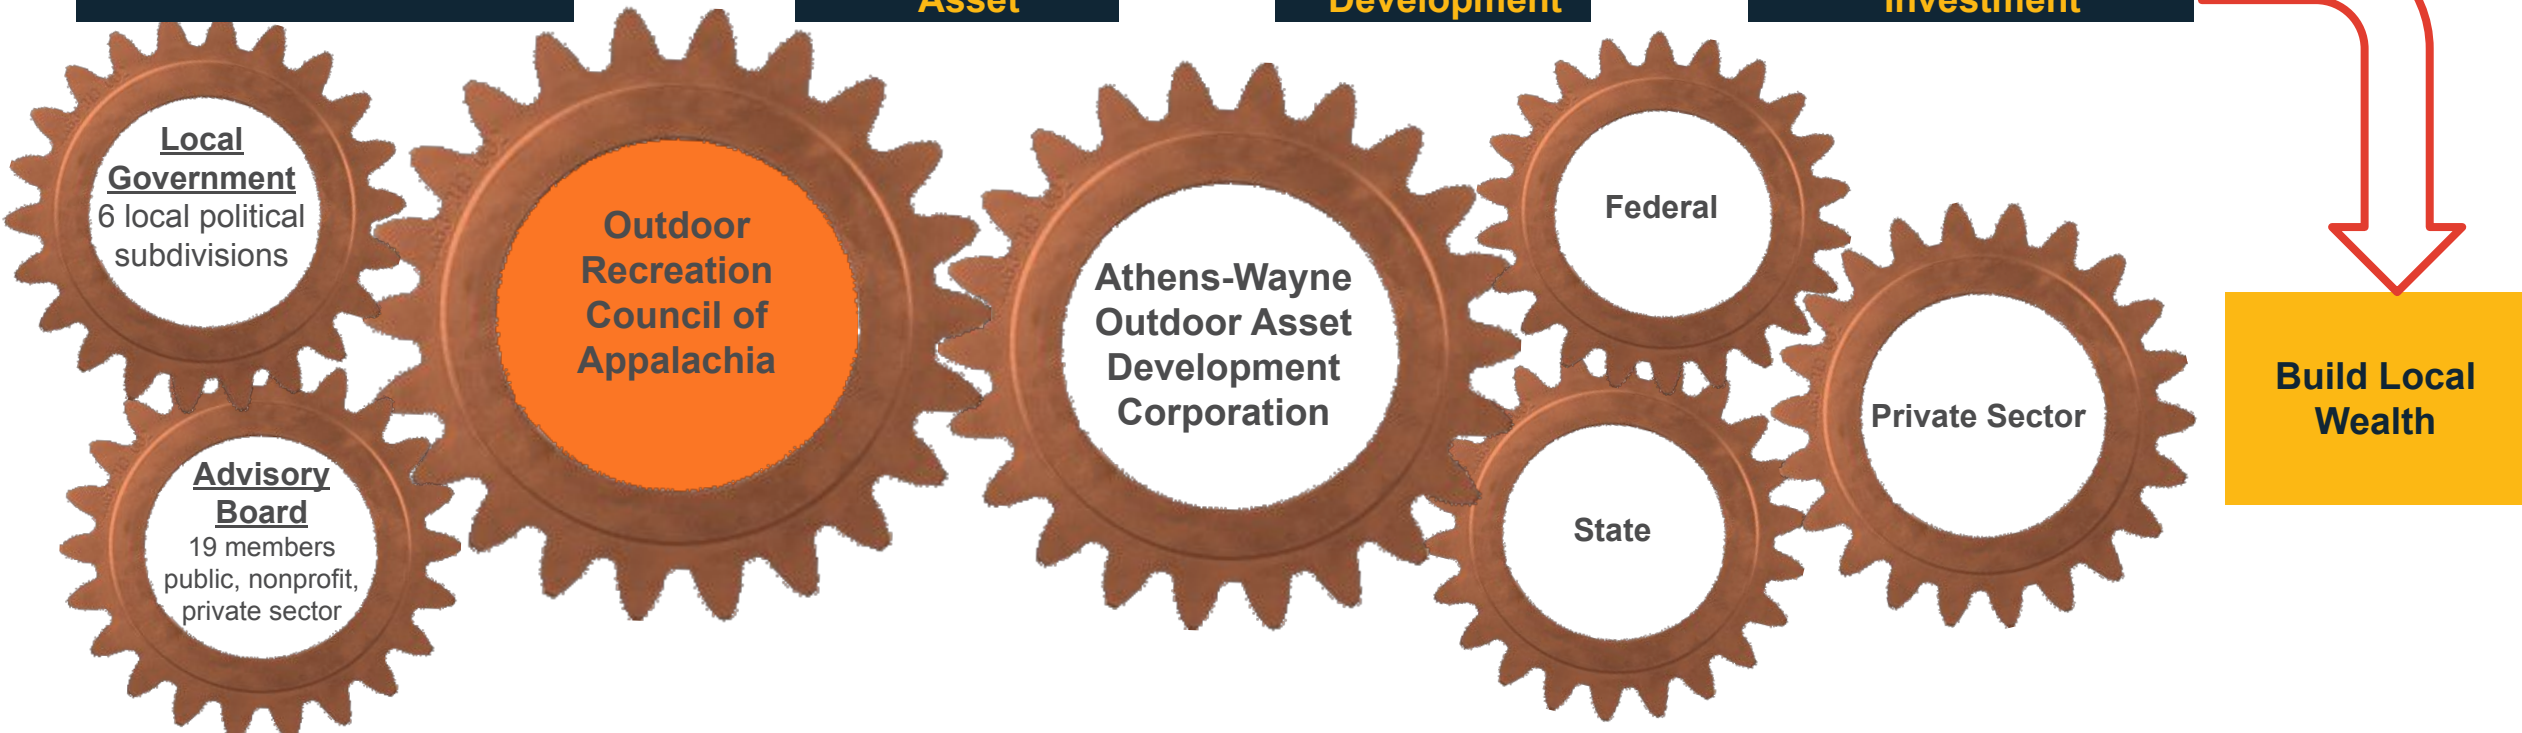 Asset
Development
Investment
Local
Government
6 local political
subdivisions
Outdoor
Recreation
Council of
Appalachia
Athens-Wayne
Outdoor Asset
Development
Corporation
Federal
State
Private Sector
Advisory
Board
19 members
public, nonprofit,
private sector
Build Local
Wealth